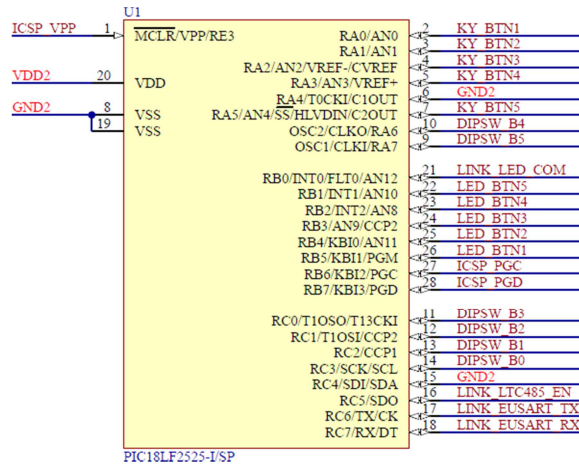 U1
ICSP_VPP 1 MCLR/VPP/RE3 RA0/AN0 2 KY_BTN1
RA1/AN1 3 KY_BTN2
RA2/AN2/VREF-/CVREF 4 KY_BTN3
VDD2 20 VDD RA3/AN3/VREF+ 5 KY_BTN4
RA4/T0CKI/C1OUT 6 GND2
GND2 8 VSS RA5/AN4/SS/HLVDIN/C2OUT 7 KY_BTN5
19 VSS OSC2/CLKO/RA6 10 DIPSW_B4
OSC1/CLKI/RA7 9 DIPSW_B5
RB0/INT0/FLT0/AN12 21 LINK_LED_COM
RB1/INT1/AN10 22 LED_BTN5
RB2/INT2/AN8 23 LED_BTN4
RB3/AN9/CCP2 24 LED_BTN3
RB4/KBI0/AN11 25 LED_BTN2
RB5/KBI1/PGM 26 LED_BTN1
RB6/KBI2/PGC 27 ICSP_PGC
RB7/KBI3/PGD 28 ICSP_PGD
RC0/T1OSO/T13CKI 11 DIPSW_B3
RC1/T1OSI/CCP2 12 DIPSW_B2
RC2/CCP1 13 DIPSW_B1
RC3/SCK/SCL 14 DIPSW_B0
RC4/SDI/SDA 15 GND2
RC5/SDO 16 LINK_LTC485_EN
RC6/TX/CK 17 LINK_EUSART_TX
RC7/RX/DT 18 LINK_EUSART_RX
PIC18LF2525-I/SP